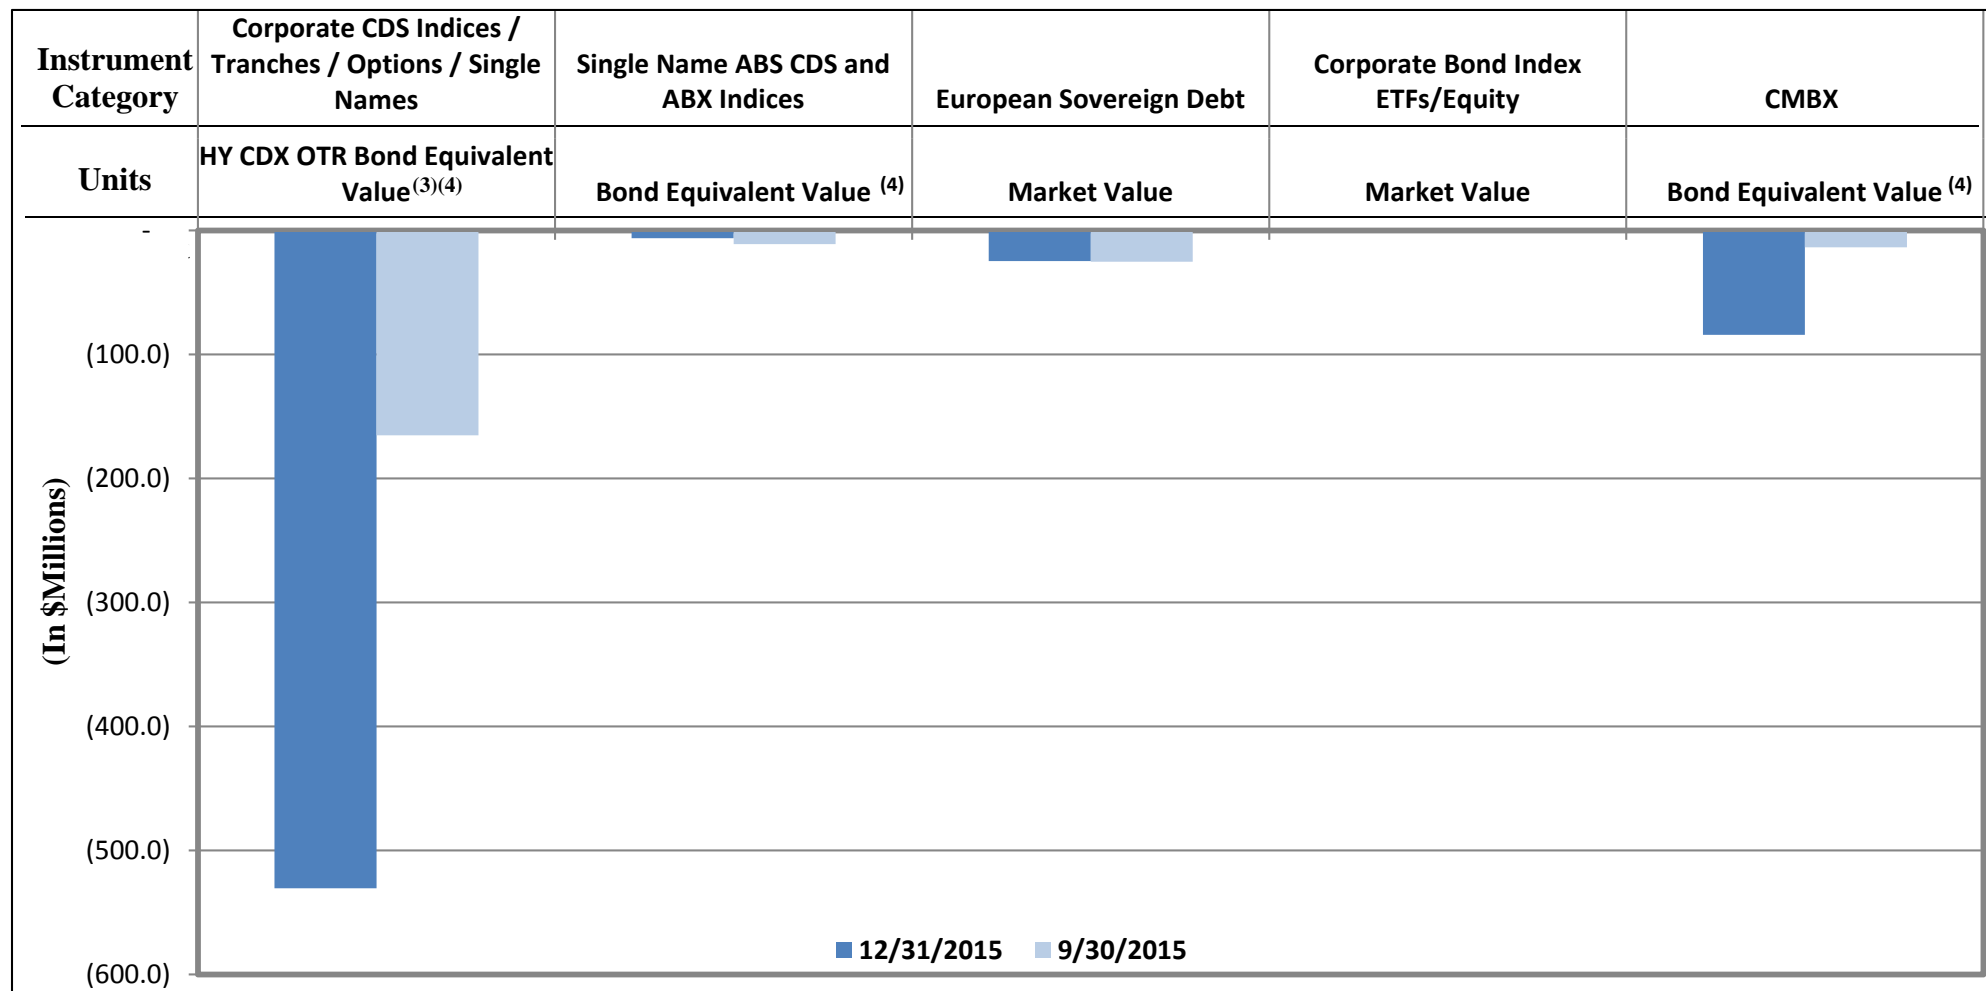 Instrument Category
Corporate CDS Indices /
Tranches / Options / Single
Names
Single Name ABS CDS and
ABX Indices
European Sovereign Debt
Corporate Bond Index
ETFs/Equity
CMBX
Units
HY CDX OTR Bond Equivalent
Value(3)(4)
Bond Equivalent Value (4)
Market Value
Market Value
Bond Equivalent Value (4)
-
(100.0)
(200.0)
(300.0)
(400.0)
(500.0)
(600.0)
(In $Millions)
12/31/2015 9/30/2015